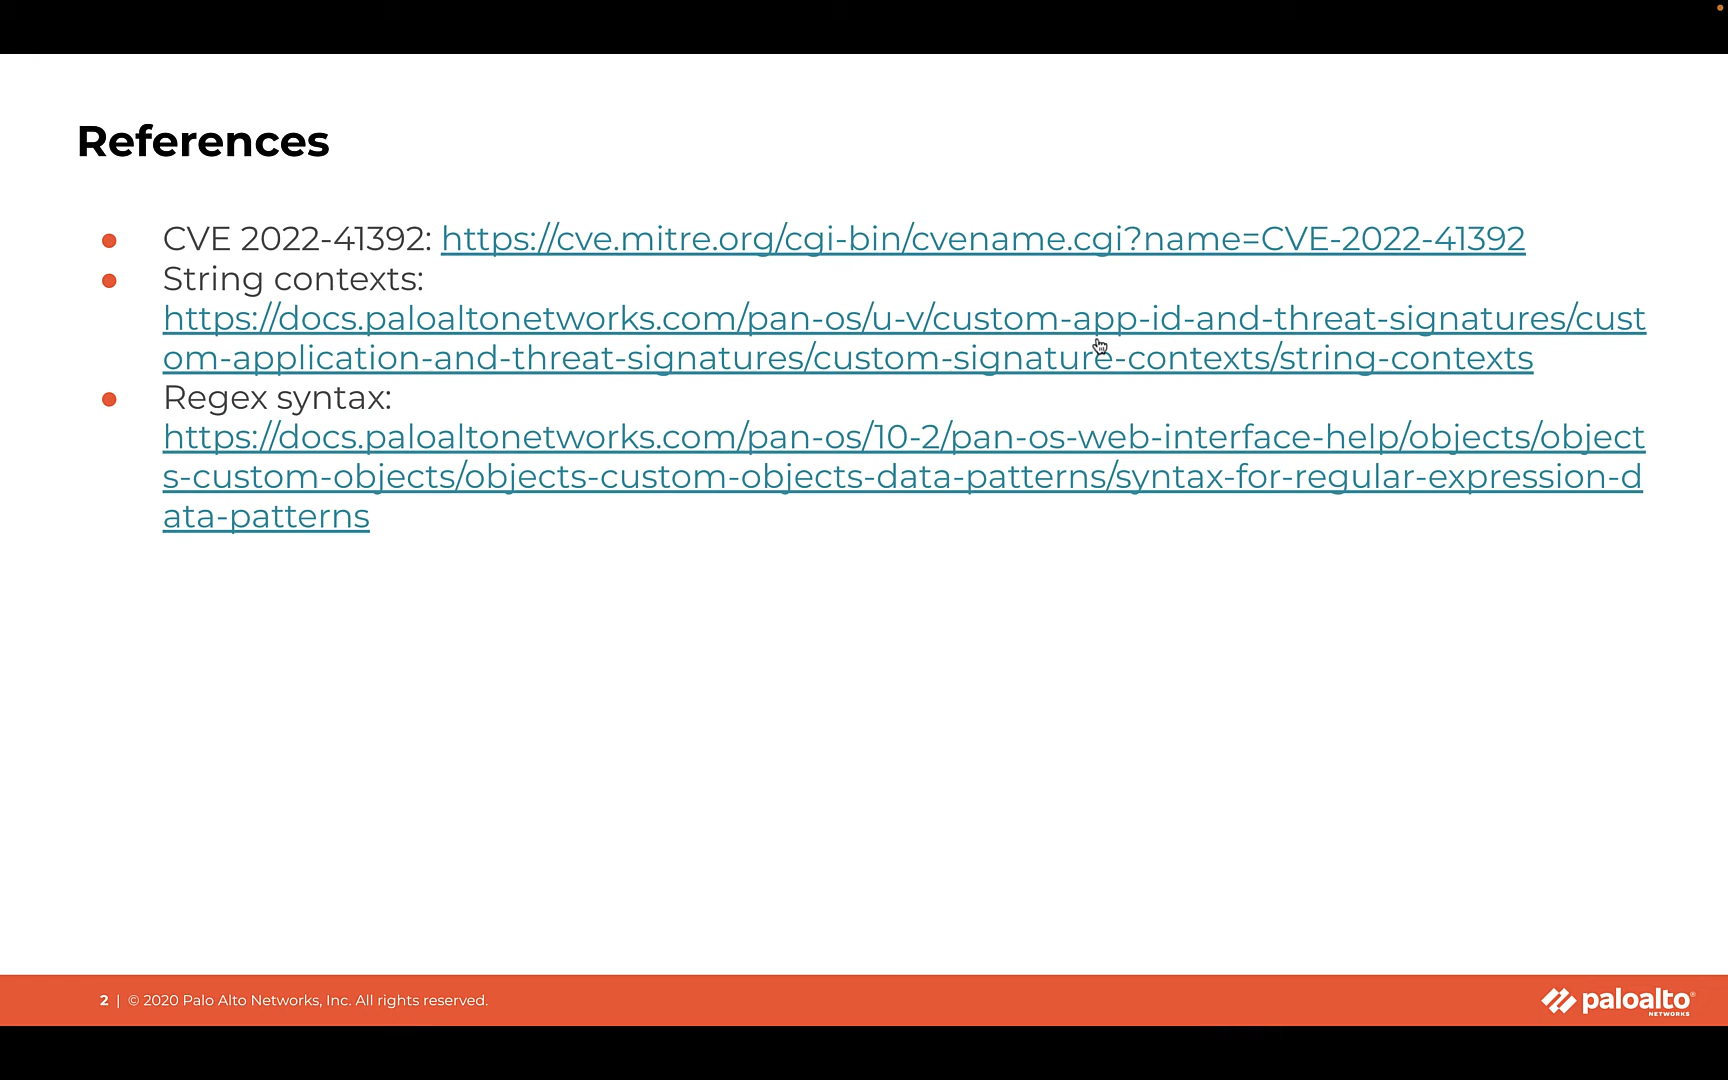 References
CVE 2022-41392: https://cve.mitre.org/cgi-bin/cvename.cgi?name=CVE-2022-41392
String contexts:
https://docs.paloaltonetworks.com/pan-os/u-v/custom-app-id-and-threat-signatures/cust
om-application-and-threat-signatures/custom-signature-contexts/string-contexts
Regex syntax:
https://docs.paloaltonetworks.com/pan-os/10-2/pan-os-web-interface-help/objects/object
s-custom-objects/objects-custom-objects-data-patterns/syntax-for-regular-expression-d
ata-patterns
2 | © 2020 Palo Alto Networks, Inc. All rights reserved.
paloalto®
NETWORKS